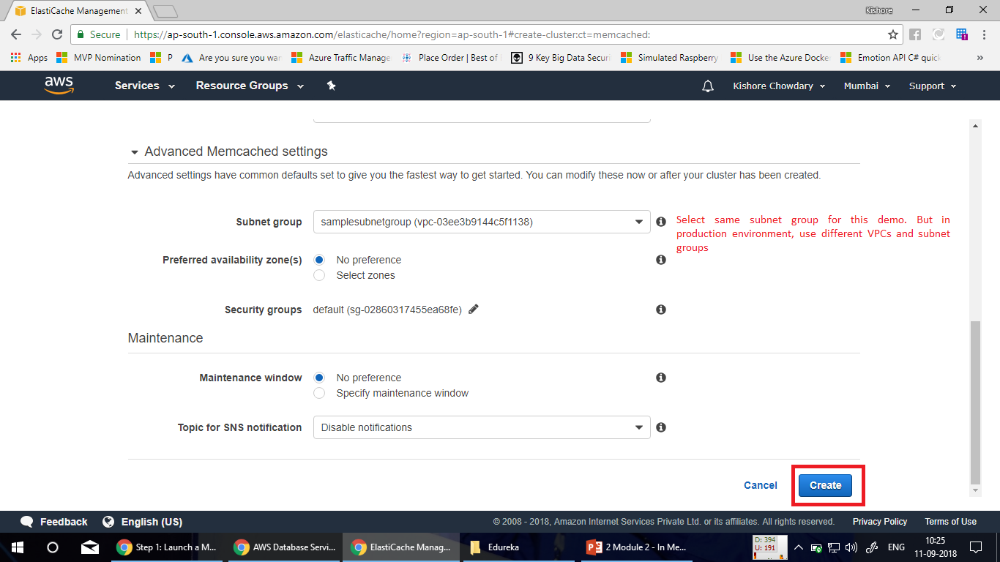 ElastiCache Management
Kishore
Secure
https://ap-south-1.console.aws.amazon.com/elasticache/home?region=ap-south-1#create-cluster:ct=memcached:
Apps
MVP Nomination
P
Are you sure you wan
Azure Traffic Manage
Place Order | Best of
9 Key Big Data Securi
Simulated Raspberry
Use the Azure Docke
Emotion API C# quick
»
aws
Services
Resource Groups
Kishore Chowdary
Mumbai
Support
Advanced Memcached settings
Advanced settings have common defaults set to give you the fastest way to get started. You can modify these now or after your cluster has been created.
Subnet group
samplesubnetgroup (vpc-03ee3b9144c5f1138)
Select same subnet group for this demo. But in
production environment, use different VPCs and subnet
groups
Preferred availability zone(s)
No preference
Select zones
Security groups
default (sg-02860317455ea68fe)
Maintenance
Maintenance window
No preference
Specify maintenance window
Topic for SNS notification
Disable notifications
Cancel
Create
Feedback
English (US)
© 2008 - 2018, Amazon Internet Services Private Ltd. or its affiliates. All rights reserved.
Privacy Policy
Terms of Use
Step 1: Launch a M...
AWS Database Servi...
ElastiCache Manag...
Edureka
2 Module 2 - In Me...
D: 394
U: 191
ENG
10:25
11-09-2018